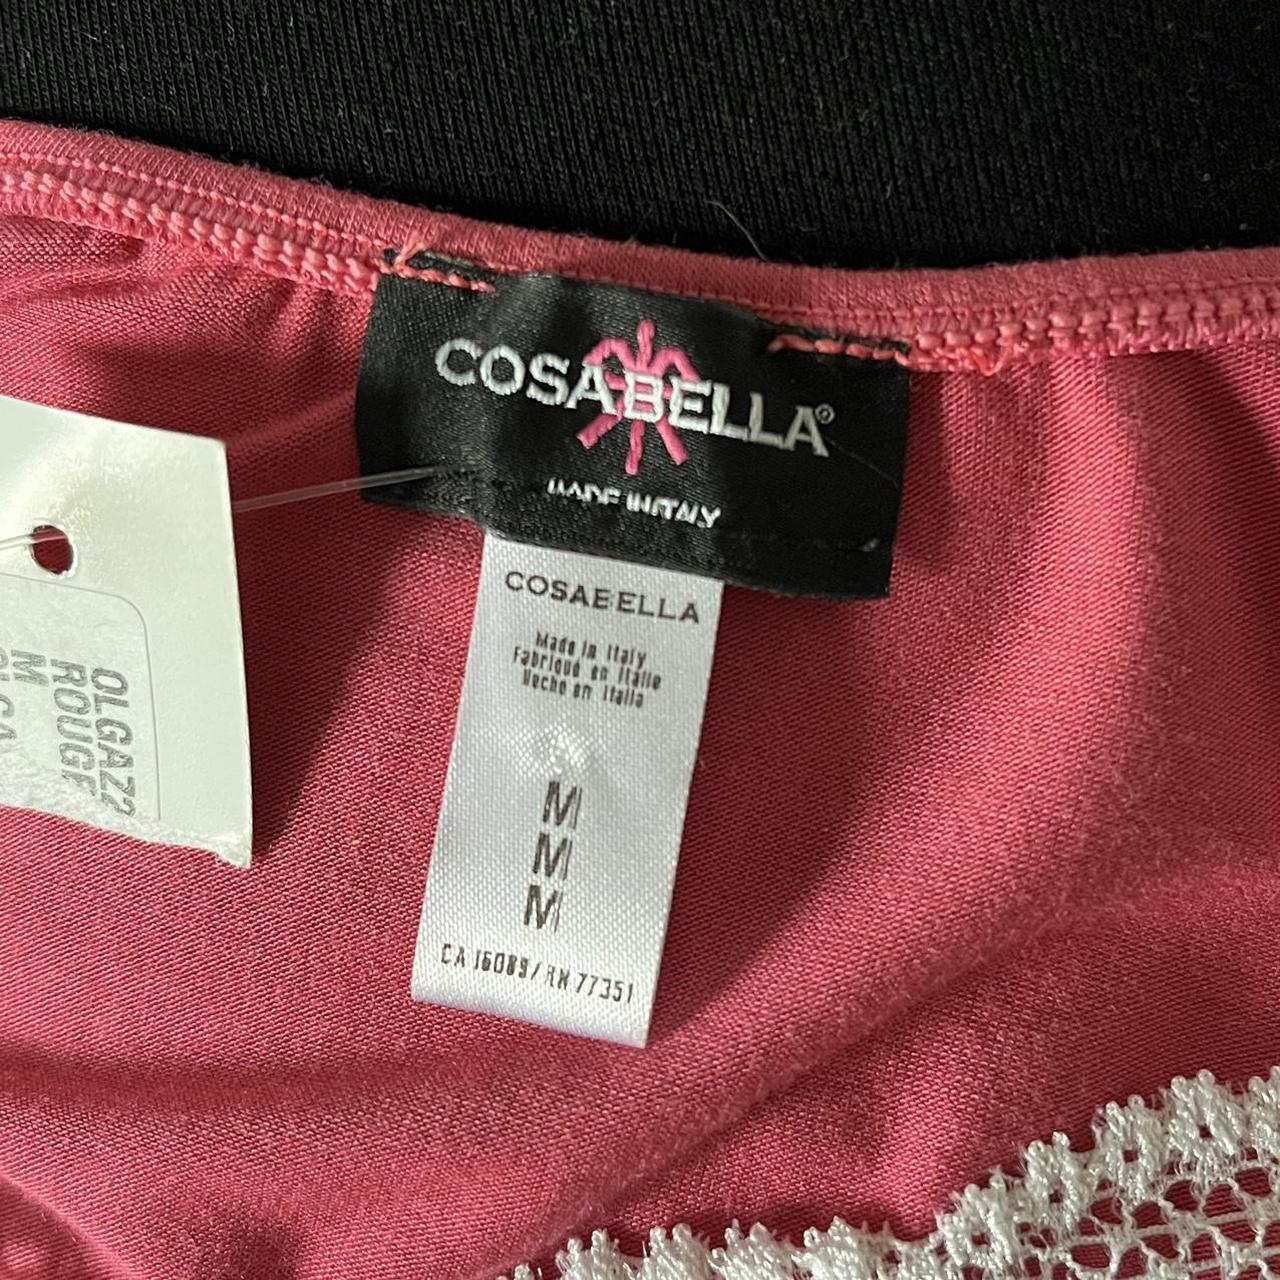 COSABELLA®
MADE IN ITALY
COSABELLA
Made in Italy
Fabriqué en Italie
Hecho en Italia
M
M
M
CA 16089/RN 77351
OLGAZ2
ROUGE
M